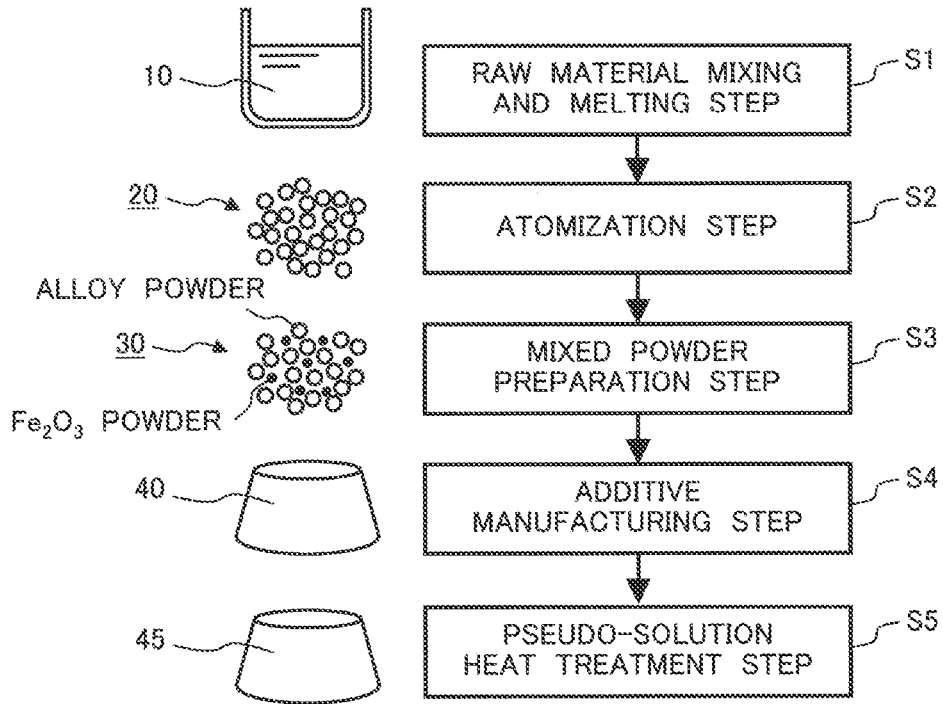 10
RAW MATERIAL MIXING
AND MELTING STEP
S1
20
ATOMIZATION STEP
S2
ALLOY POWDER
30
MIXED POWDER
PREPARATION STEP
S3
Fe₂O₃ POWDER
40
ADDITIVE
MANUFACTURING STEP
S4
45
PSEUDO-SOLUTION
HEAT TREATMENT STEP
S5